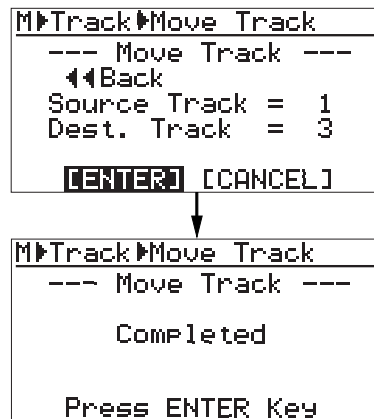 M▶Track▶Move Track
--- Move Track ---
◀◀Back
Source Track = 1
Dest. Track = 3
[ENTER] [CANCEL]
M▶Track▶Move Track
--- Move Track ---
Completed
Press ENTER Key